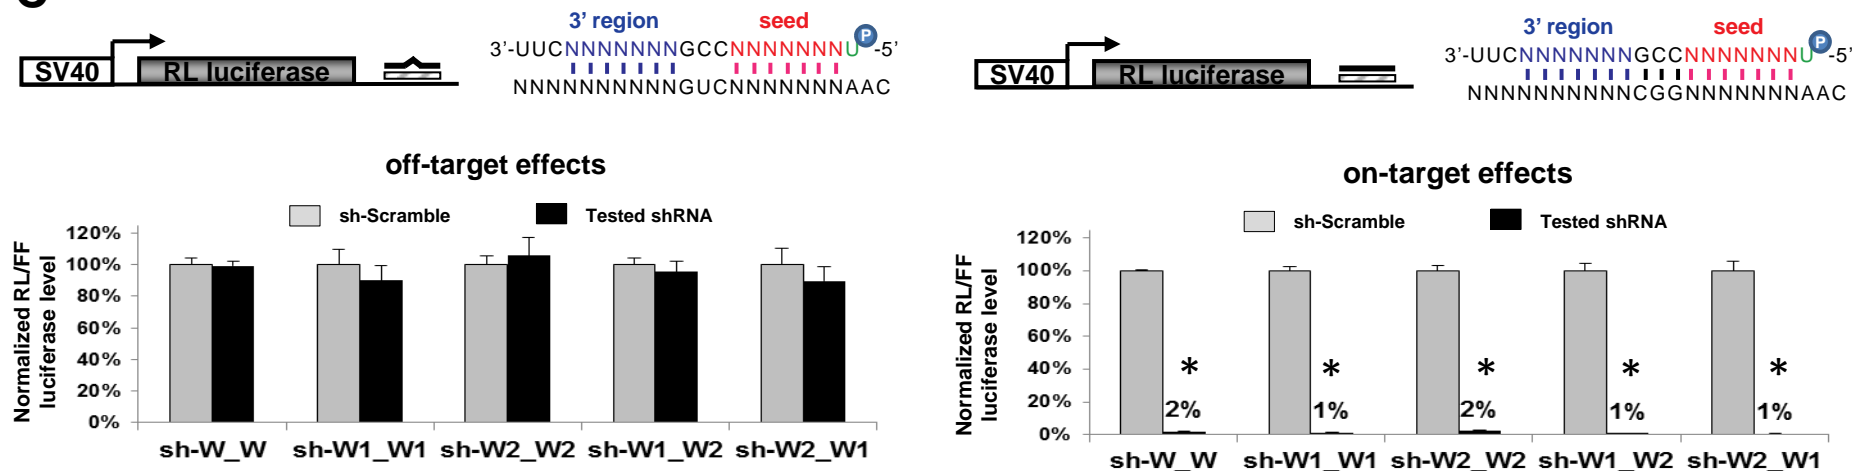 3' region seed
3'-UUCNNNNNNNGCCNNNNNNNU P -5'
SV40 RL luciferase
NNNNNNNNNNGUCNNNNNNNAAC
off-target effects
sh-Scramble Tested shRNA
Normalized RL/FF
luciferase level
120%
100%
80%
60%
40%
20%
0%
sh-W_W sh-W1_W1 sh-W2_W2 sh-W1_W2 sh-W2_W1
3' region seed
3'-UUCNNNNNNNGCCNNNNNNNU P -5'
SV40 RL luciferase
NNNNNNNNNNCGGNNNNNNNAAC
on-target effects
sh-Scramble Tested shRNA
Normalized RL/FF
luciferase level
120%
100%
80%
60%
40%
20%
0%
* * * * *
2% 1% 2% 1% 1%
sh-W_W sh-W1_W1 sh-W2_W2 sh-W1_W2 sh-W2_W1